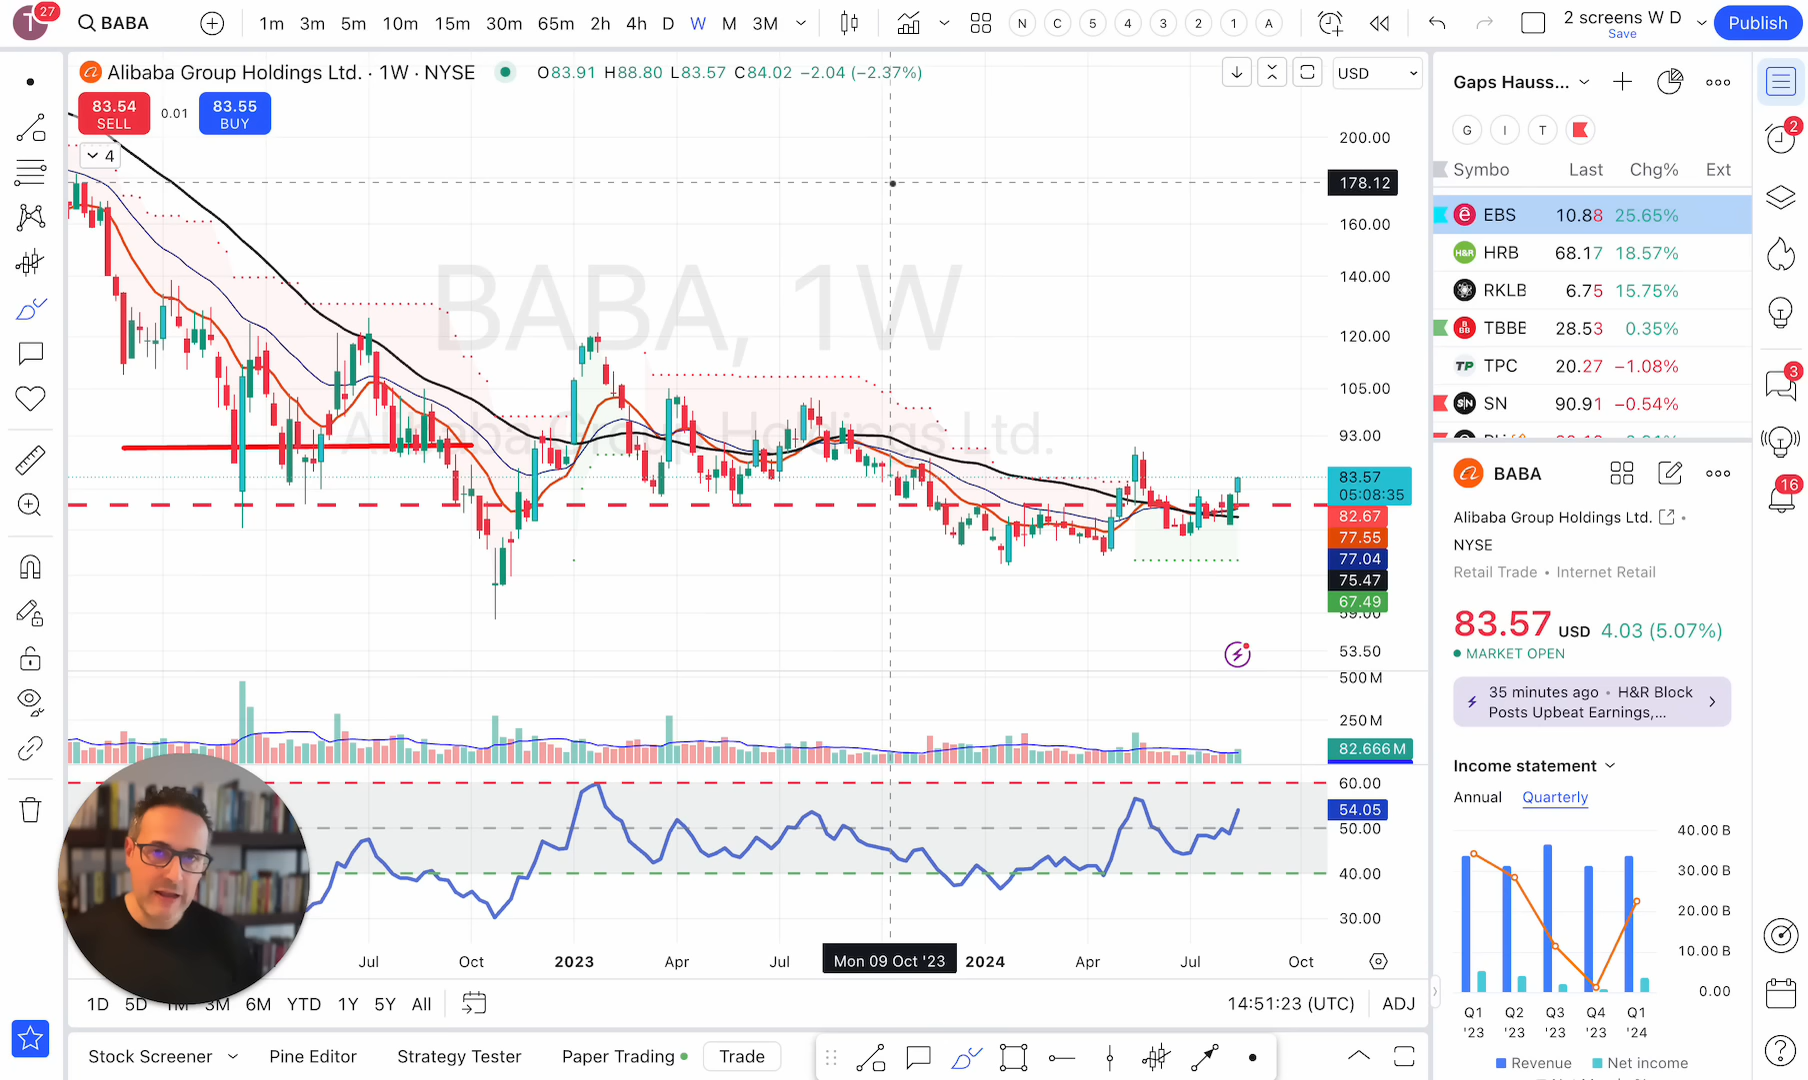 T 27 BABA 1m 3m 5m 10m 15m 30m 65m 2h 4h D W M 3M N C 5 4 3 2 1 A 2 screens W D Save Publish
Alibaba Group Holdings Ltd. · 1W · NYSE O83.91 H88.80 L83.57 C84.02 −2.04 (−2.37%) USD
83.54 SELL 0.01 83.55 BUY
4
BABA, 1W
Alibaba Group Holdings Ltd.
200.00
178.12
160.00
140.00
120.00
105.00
93.00
83.57
05:08:35
82.67
77.55
77.04
75.47
67.49
59.00
53.50
500 M
250 M
82.666 M
60.00
54.05
50.00
40.00
30.00
Jul Oct 2023 Apr Jul Mon 09 Oct '23 2024 Apr Jul Oct
1D 5D 1M 3M 6M YTD 1Y 5Y All 14:51:23 (UTC) ADJ
Stock Screener Pine Editor Strategy Tester Paper Trading Trade
Gaps Hauss...
G I T
Symbo Last Chg% Ext
EBS 10.88 25.65%
H&R HRB 68.17 18.57%
RKLB 6.75 15.75%
BBB TBBE 28.53 0.35%
TP TPC 20.27 −1.08%
S|N SN 90.91 −0.54%
BABA
Alibaba Group Holdings Ltd. •
NYSE
Retail Trade • Internet Retail
83.57 USD 4.03 (5.07%)
MARKET OPEN
35 minutes ago • H&R Block
Posts Upbeat Earnings,...
Income statement
Annual Quarterly
40.00 B
30.00 B
20.00 B
10.00 B
0.00
Q1 Q2 Q3 Q4 Q1
'23 '23 '23 '23 '24
Revenue Net income
2
3
16